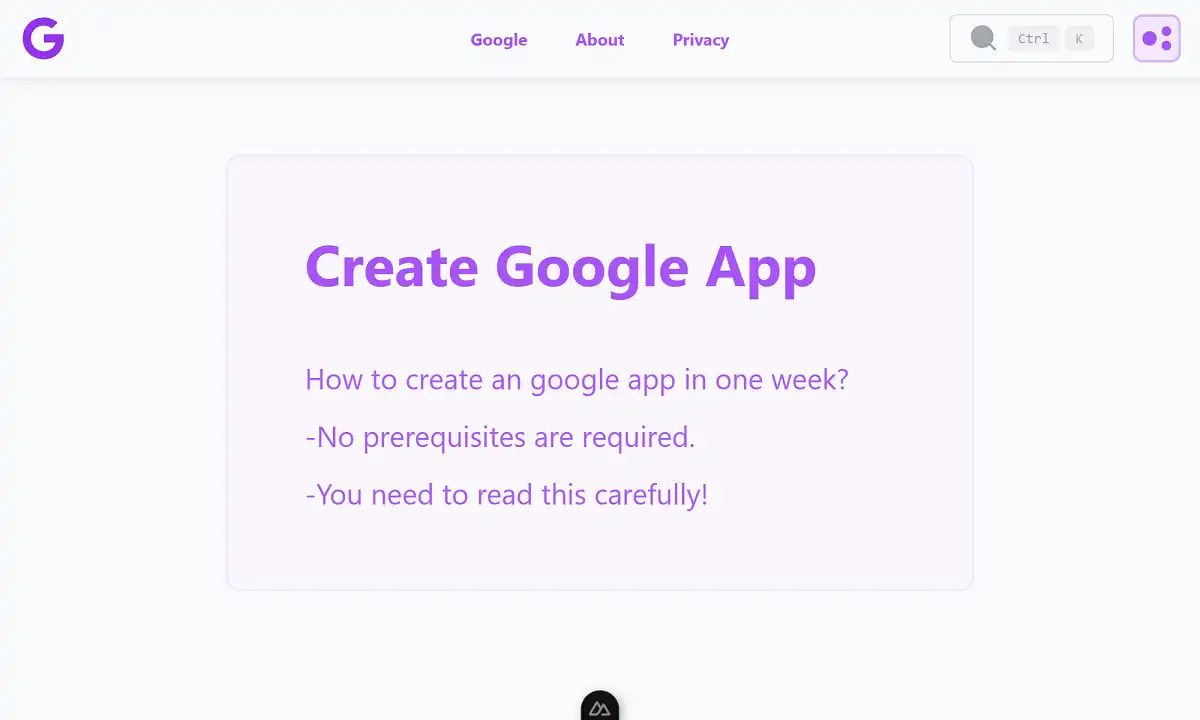 G
Google
About
Privacy
Ctrl K
Create Google App
How to create an google app in one week?
-No prerequisites are required.
-You need to read this carefully!